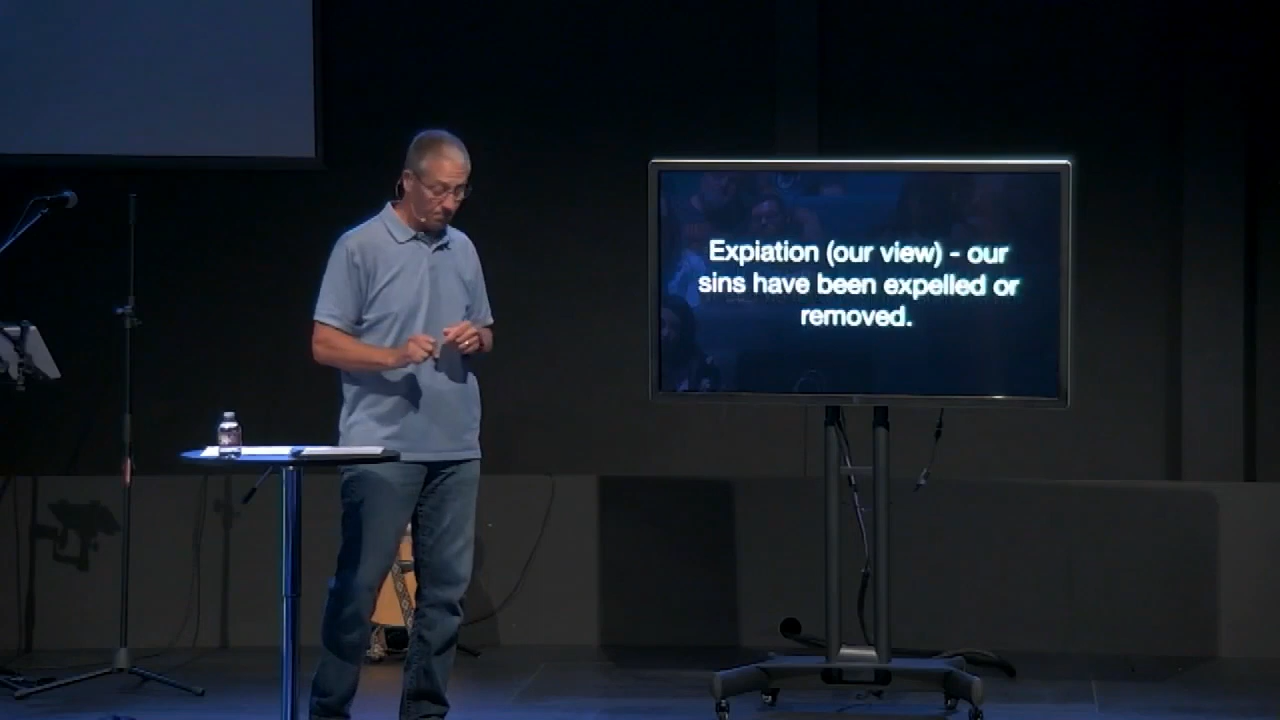 Expiation (our view) - our
sins have been expelled or
removed.